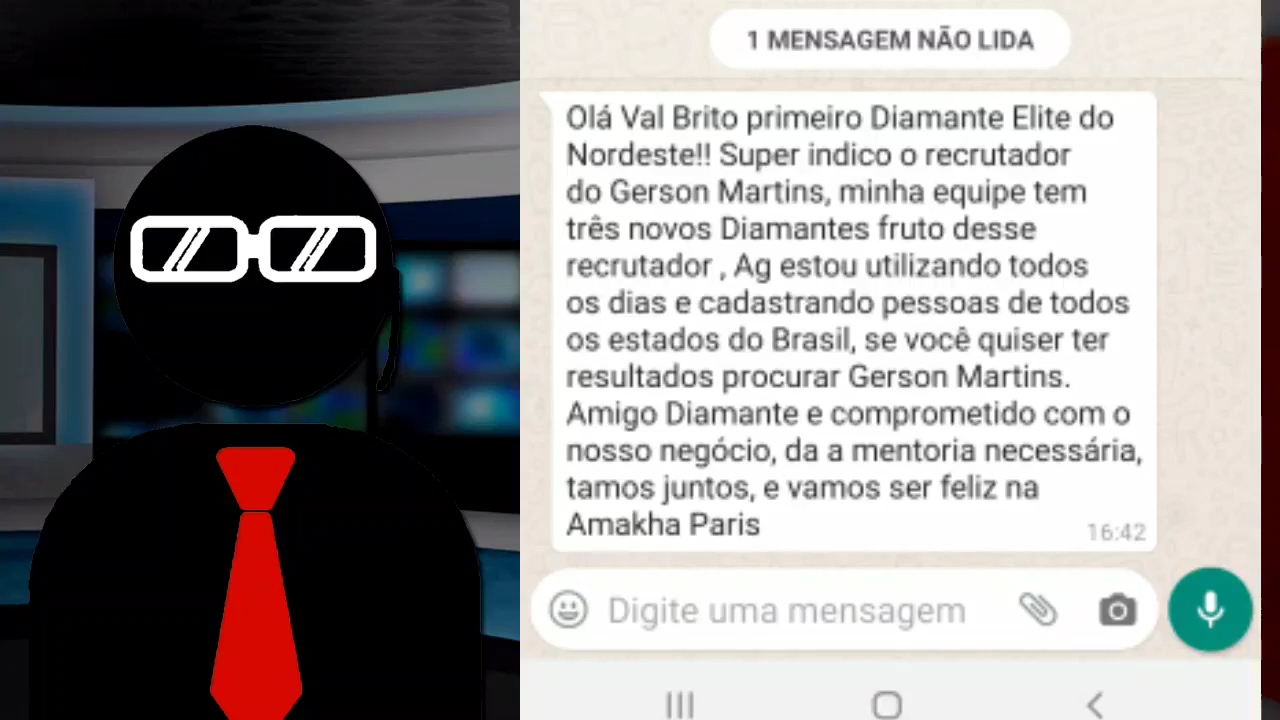 1 MENSAGEM NÃO LIDA
Olá Val Brito primeiro Diamante Elite do
Nordeste!! Super indico o recrutador
do Gerson Martins, minha equipe tem
três novos Diamantes fruto desse
recrutador , Ag estou utilizando todos
os dias e cadastrando pessoas de todos
os estados do Brasil, se você quiser ter
resultados procurar Gerson Martins.
Amigo Diamante e comprometido com o
nosso negócio, da a mentoria necessária,
tamos juntos, e vamos ser feliz na
Amakha Paris
16:42
Digite uma mensagem